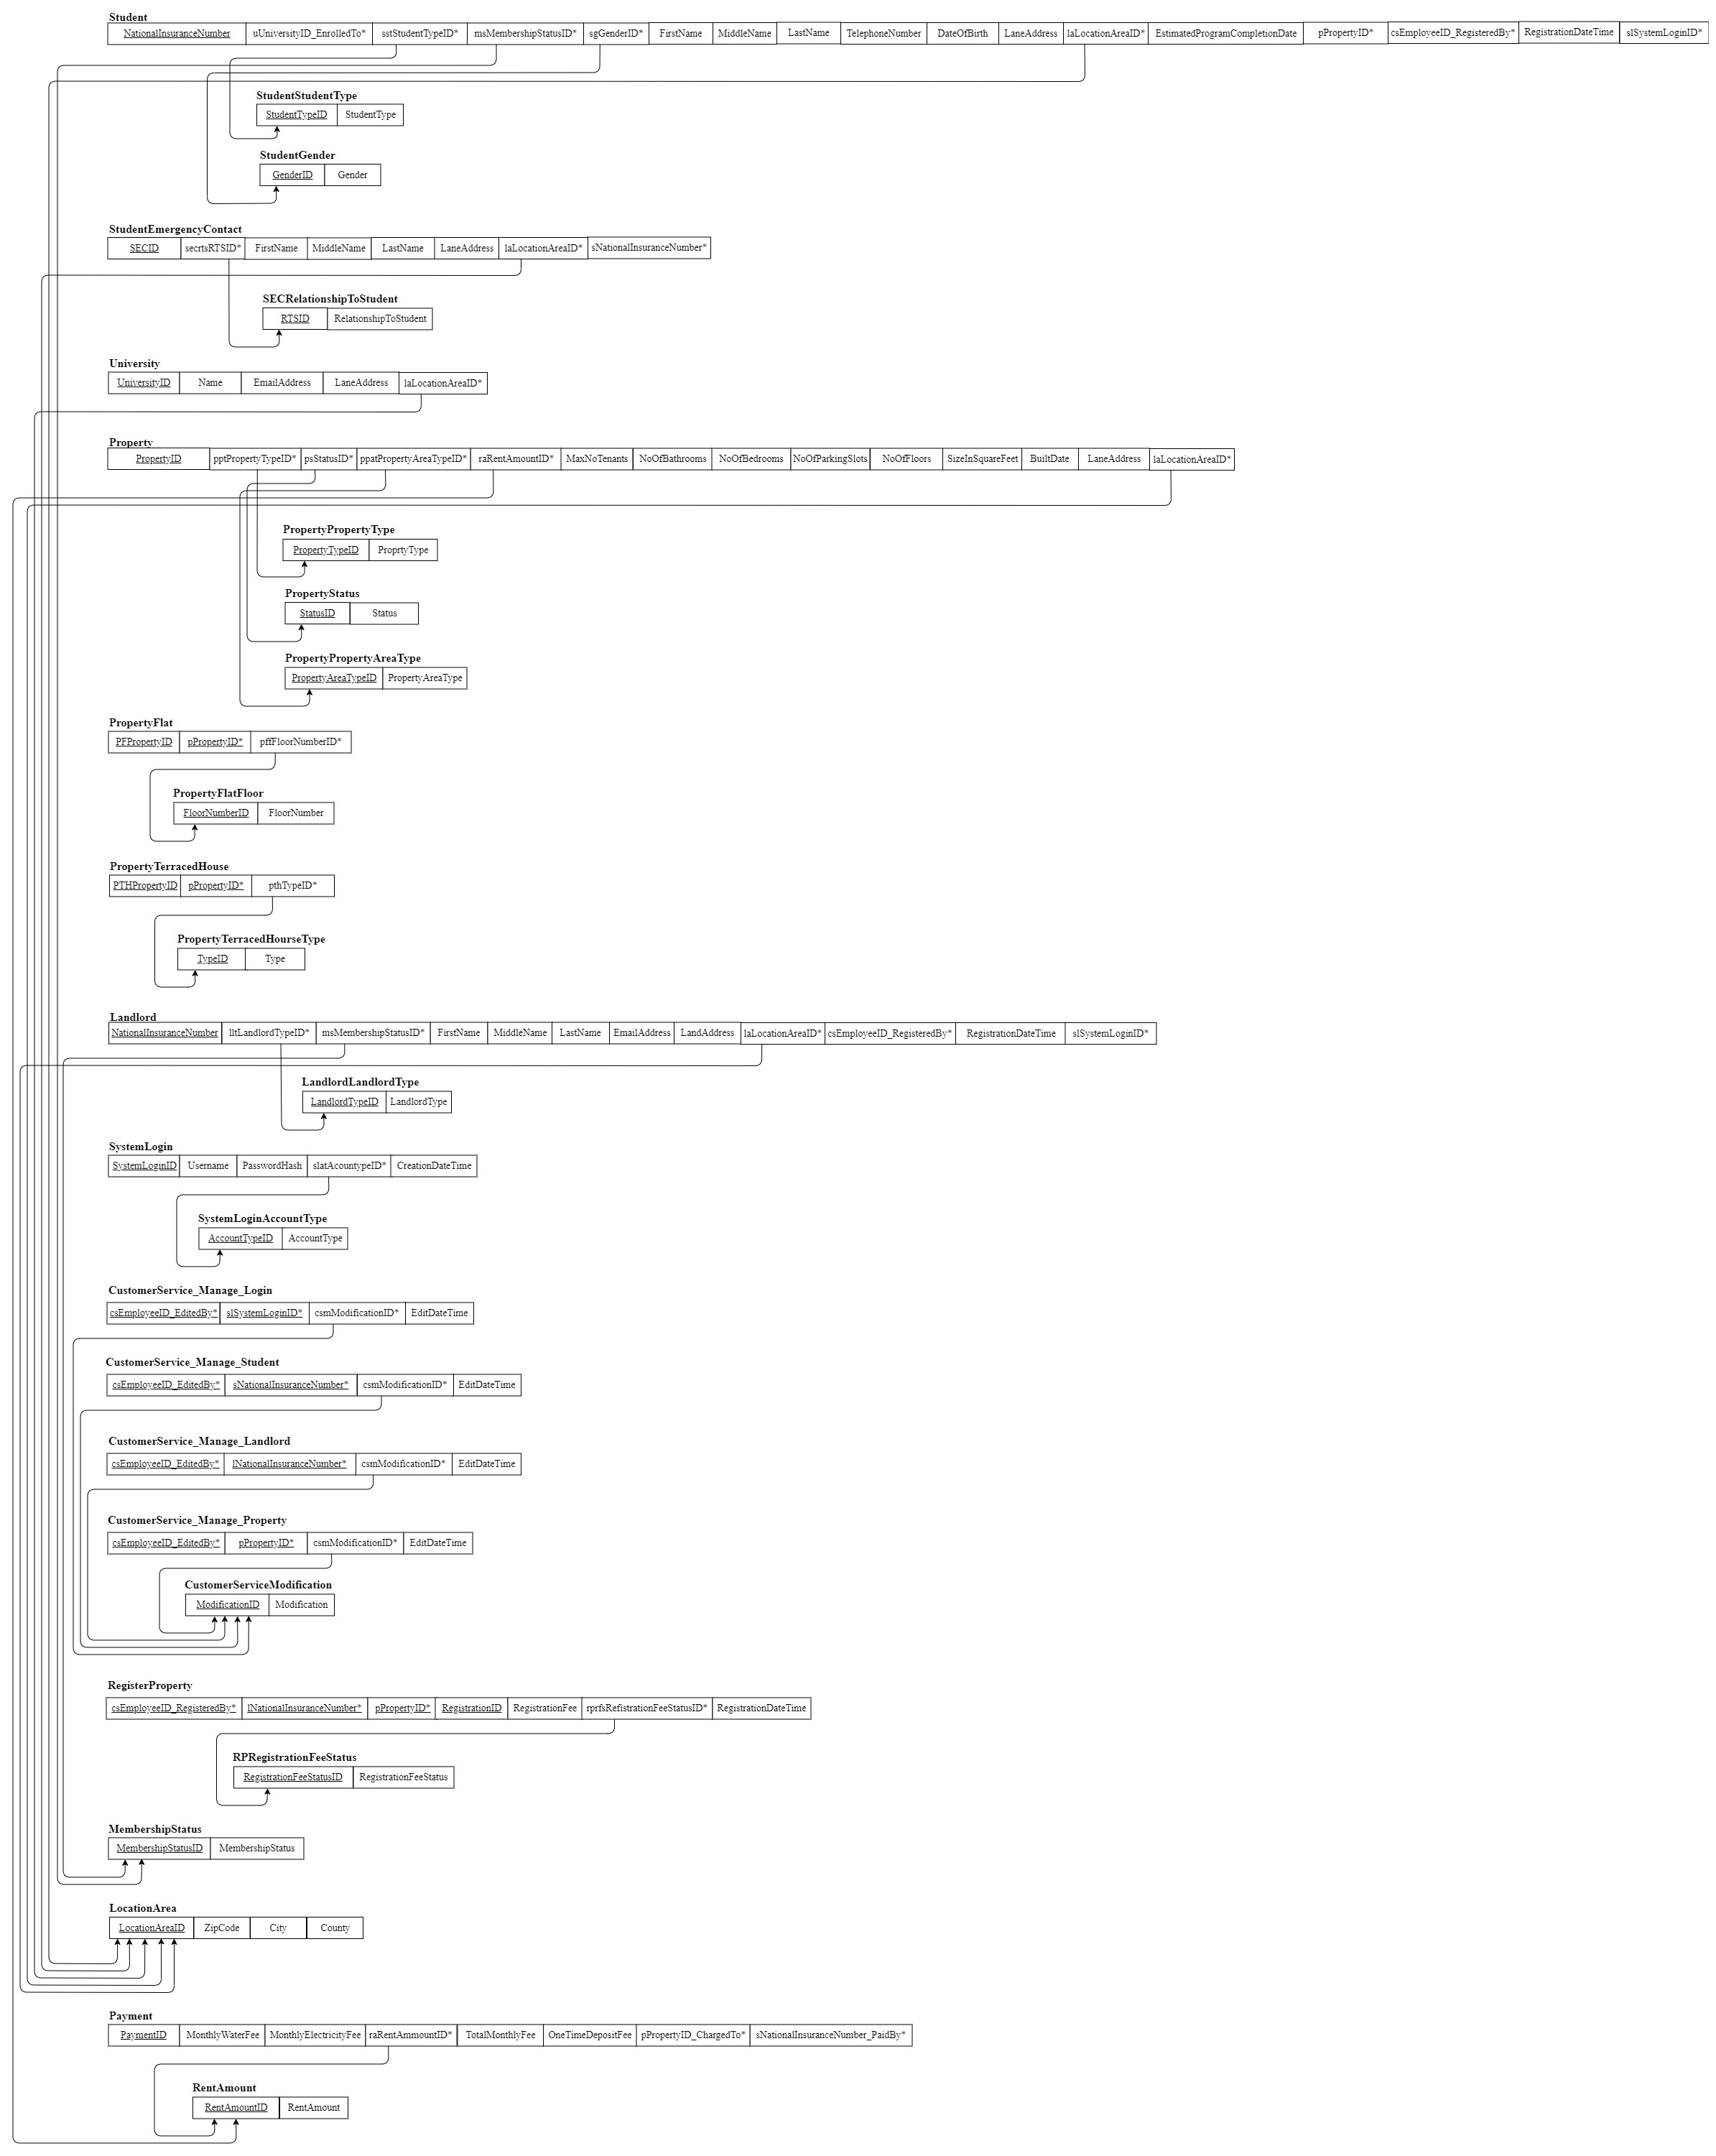 Student
NationalInsuranceNumber uUniversityID_EnrolledTo* sstStudentTypeID* msMembershipStatusID* sgGenderID* FirstName MiddleName LastName TelephoneNumber DateOfBirth LaneAddress laLocationAreaID* EstimatedProgramCompletionDate pPropertyID* csEmployeeID_RegisteredBy* RegistrationDateTime slSystemLoginID*
StudentStudentType
StudentTypeID StudentType
StudentGender
GenderID Gender
StudentEmergencyContact
SECID secrtsRTSID* FirstName MiddleName LastName LaneAddress laLocationAreaID* sNationalInsuranceNumber*
SECRelationshipToStudent
RTSID RelationshipToStudent
University
UniversityID Name EmailAddress LaneAddress laLocationAreaID*
Property
PropertyID pptPropertyTypeID* psStatusID* ppatPropertyAreaTypeID* raRentAmountID* MaxNoTenants NoOfBathrooms NoOfBedrooms NoOfParkingSlots NoOfFloors SizeInSquareFeet BuiltDate LaneAddress laLocationAreaID*
PropertyPropertyType
PropertyTypeID ProprtyType
PropertyStatus
StatusID Status
PropertyPropertyAreaType
PropertyAreaTypeID PropertyAreaType
PropertyFlat
PFPropertyID pPropertyID* pffFloorNumberID*
PropertyFlatFloor
FloorNumberID FloorNumber
PropertyTerracedHouse
PTHPropertyID pPropertyID* pthTypeID*
PropertyTerracedHourseType
TypeID Type
Landlord
NationalInsuranceNumber lltLandlordTypeID* msMembershipStatusID* FirstName MiddleName LastName EmailAddress LandAddress laLocationAreaID* csEmployeeID_RegisteredBy* RegistrationDateTime slSystemLoginID*
LandlordLandlordType
LandlordTypeID LandlordType
SystemLogin
SystemLoginID Username PasswordHash slatAcountypeID* CreationDateTime
SystemLoginAccountType
AccountTypeID AccountType
CustomerService_Manage_Login
csEmployeeID_EditedBy* slSystemLoginID* csmModificationID* EditDateTime
CustomerService_Manage_Student
csEmployeeID_EditedBy* sNationalInsuranceNumber* csmModificationID* EditDateTime
CustomerService_Manage_Landlord
csEmployeeID_EditedBy* lNationalInsuranceNumber* csmModificationID* EditDateTime
CustomerService_Manage_Property
csEmployeeID_EditedBy* pPropertyID* csmModificationID* EditDateTime
CustomerServiceModification
ModificationID Modification
RegisterProperty
csEmployeeID_RegisteredBy* lNationalInsuranceNumber* pPropertyID* RegistrationID RegistrationFee rprfsRefistrationFeeStatusID* RegistrationDateTime
RPRegistrationFeeStatus
RegistrationFeeStatusID RegistrationFeeStatus
MembershipStatus
MembershipStatusID MembershipStatus
LocationArea
LocationAreaID ZipCode City County
Payment
PaymentID MonthlyWaterFee MonthlyElectricityFee raRentAmmountID* TotalMonthlyFee OneTimeDepositFee pPropertyID_ChargedTo* sNationalInsuranceNumber_PaidBy*
RentAmount
RentAmountID RentAmount